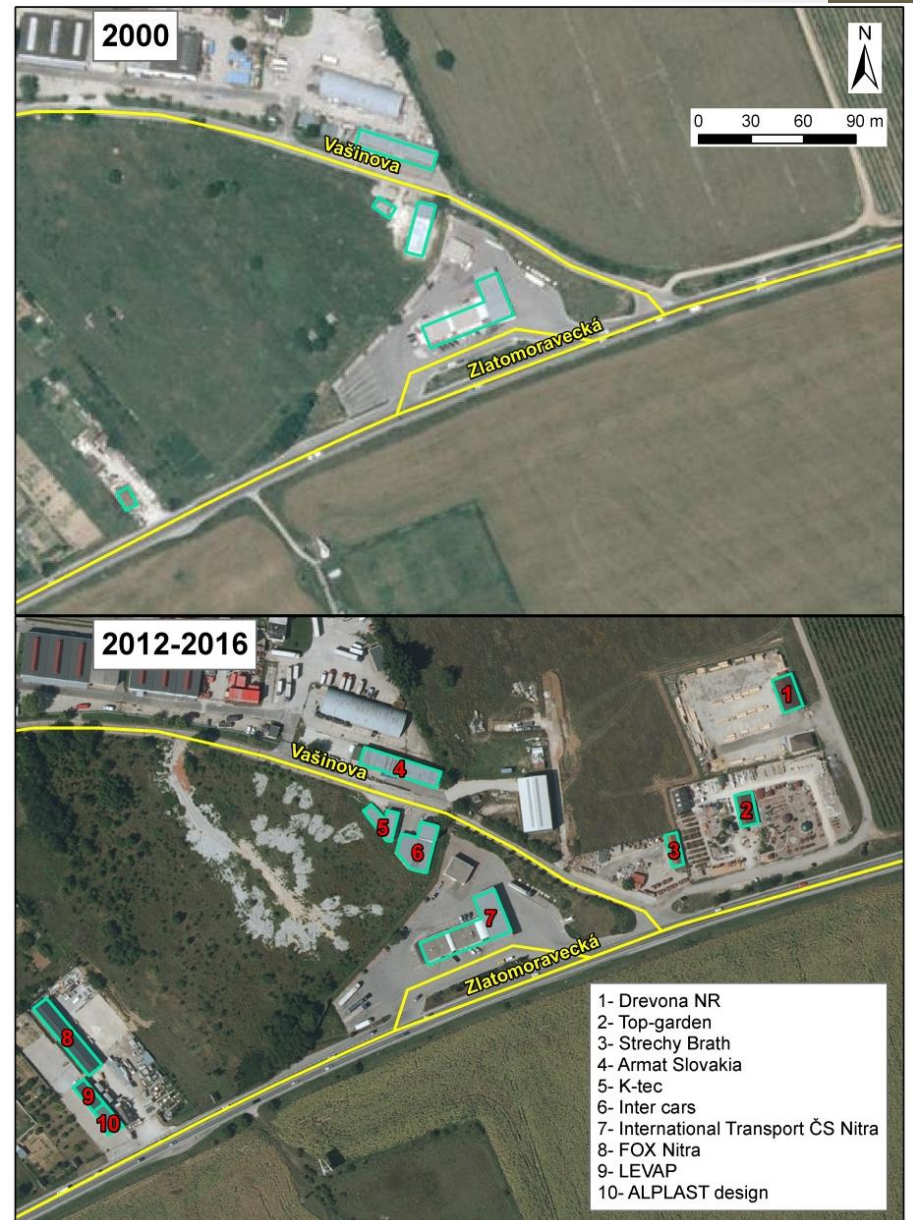 2000
N
0 30 60 90 m
Vašinova
Zlatomoravecká
2012-2016
1
2
3
Vašinova
4
5
6
7
Zlatomoravecká
8
9
10
1- Drevona NR
2- Top-garden
3- Strechy Brath
4- Armat Slovakia
5- K-tec
6- Inter cars
7- International Transport ČS Nitra
8- FOX Nitra
9- LEVAP
10- ALPLAST design